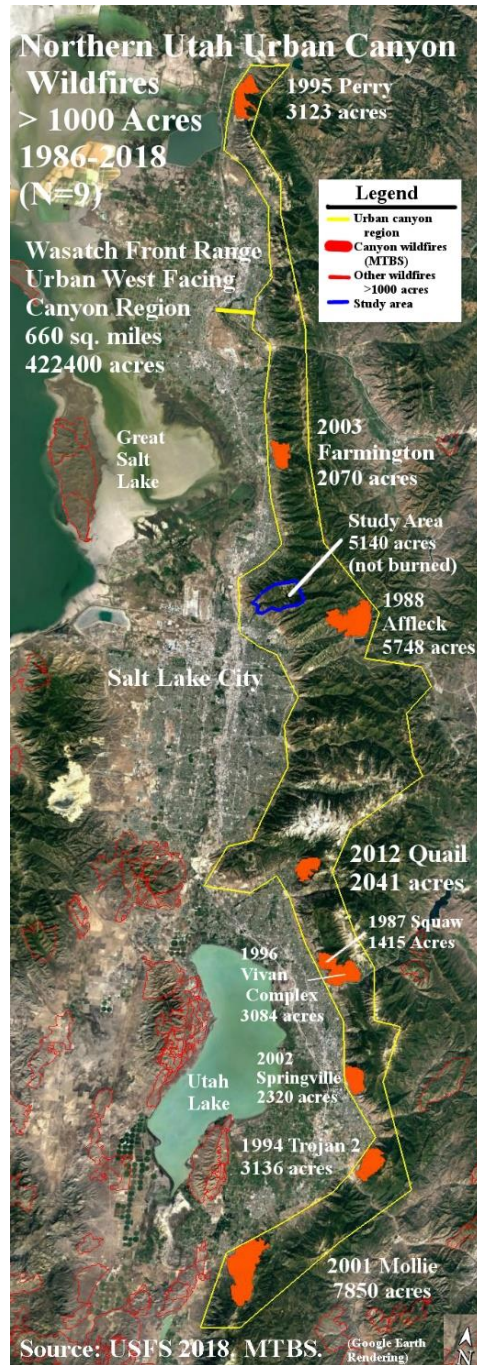 Northern Utah Urban Canyon
Wildfires
> 1000 Acres
1986-2018
(N=9)
1995 Perry
3123 acres
Legend
Urban canyon
region
Canyon wildfires
(MTBS)
Other wildfires
>1000 acres
Study area
Wasatch Front Range
Urban West Facing
Canyon Region
660 sq. miles
422400 acres
Great
Salt
Lake
2003
Farmington
2070 acres
Study Area
5140 acres
(not burned)
1988
Affleck
5748 acres
Salt Lake City
2012 Quail
2041 acres
1987 Squaw
1415 Acres
1996
Vivan
Complex
3084 acres
2002
Springville
2320 acres
Utah
Lake
1994 Trojan 2
3136 acres
2001 Mollie
7850 acres
Source: USFS 2018 MTBS.
(Google Earth
Rendering)
N